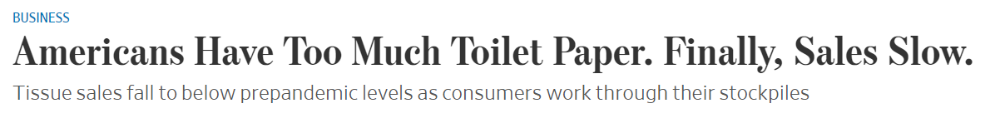 BUSINESS
Americans Have Too Much Toilet Paper. Finally, Sales Slow.
Tissue sales fall to below prepandemic levels as consumers work through their stockpiles